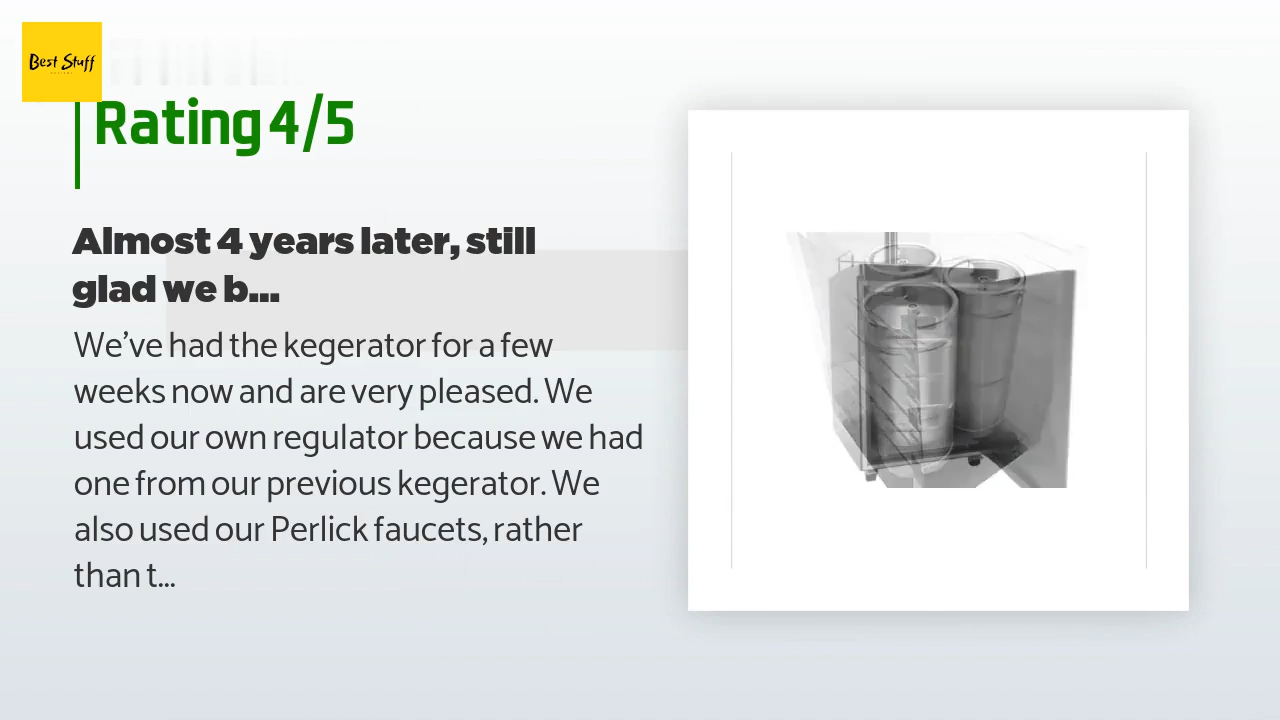 Best Stuff
Rating 4/5
Almost 4 years later, still
glad we b...
We've had the kegerator for a few
weeks now and are very pleased. We
used our own regulator because we had
one from our previous kegerator. We
also used our Perlick faucets, rather
than t...